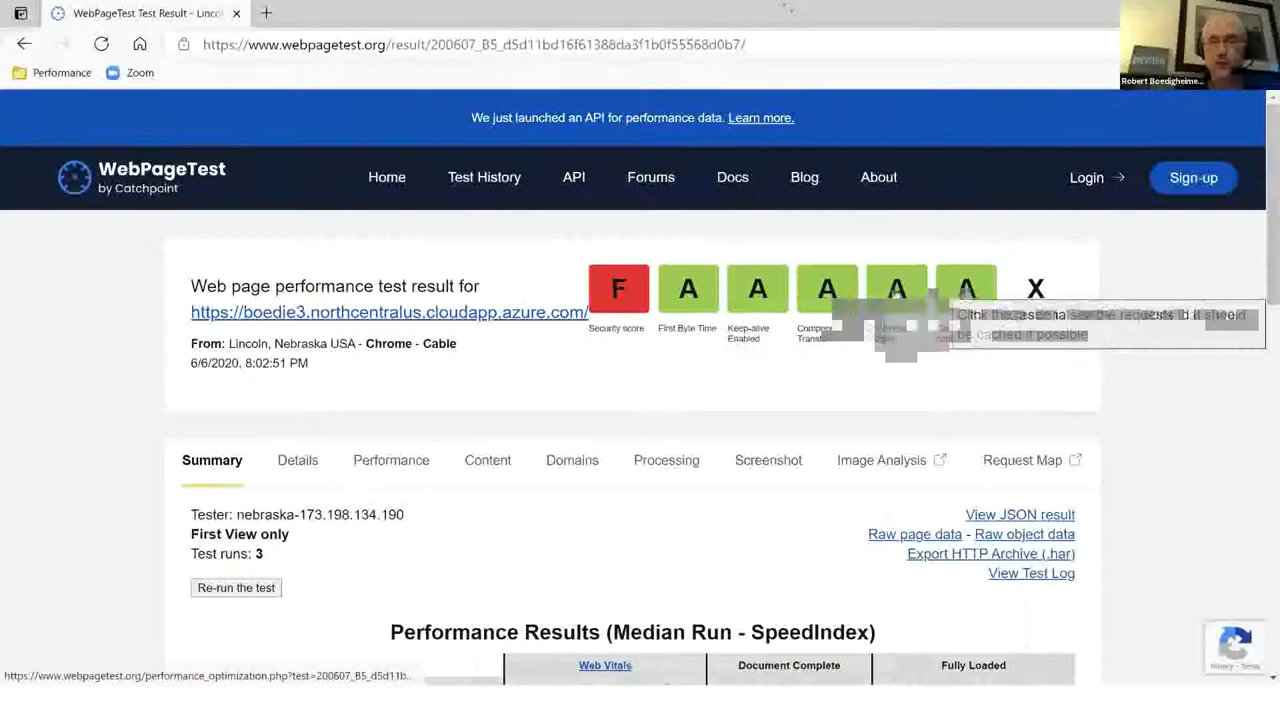 WebPageTest Test Result - Linco
https://www.webpagetest.org/result/200607_B5_d5d11bd16f61388da3f1b0f55568d0b7/
Performance
Zoom
Robert Boedigheime...
We just launched an API for performance data. Learn more.
WebPageTest
by Catchpoint
Home
Test History
API
Forums
Docs
Blog
About
Login
Sign-up
Web page performance test result for
https://boedie3.northcentralus.cloudapp.azure.com/
From: Lincoln, Nebraska USA - Chrome - Cable
6/6/2020, 8:02:51 PM
F
A
A
A
A
A
X
Security score
First Byte Time
Keep-alive
Enabled
be cached if possible
Summary
Details
Performance
Content
Domains
Processing
Screenshot
Image Analysis
Request Map
Tester: nebraska-173.198.134.190
First View only
Test runs: 3
Re-run the test
View JSON result
Raw page data - Raw object data
Export HTTP Archive (.har)
View Test Log
Performance Results (Median Run - SpeedIndex)
Web Vitals
Document Complete
Fully Loaded
Privacy - Terms
https://www.webpagetest.org/performance_optimization.php?test=200607_B5_d5d11b...